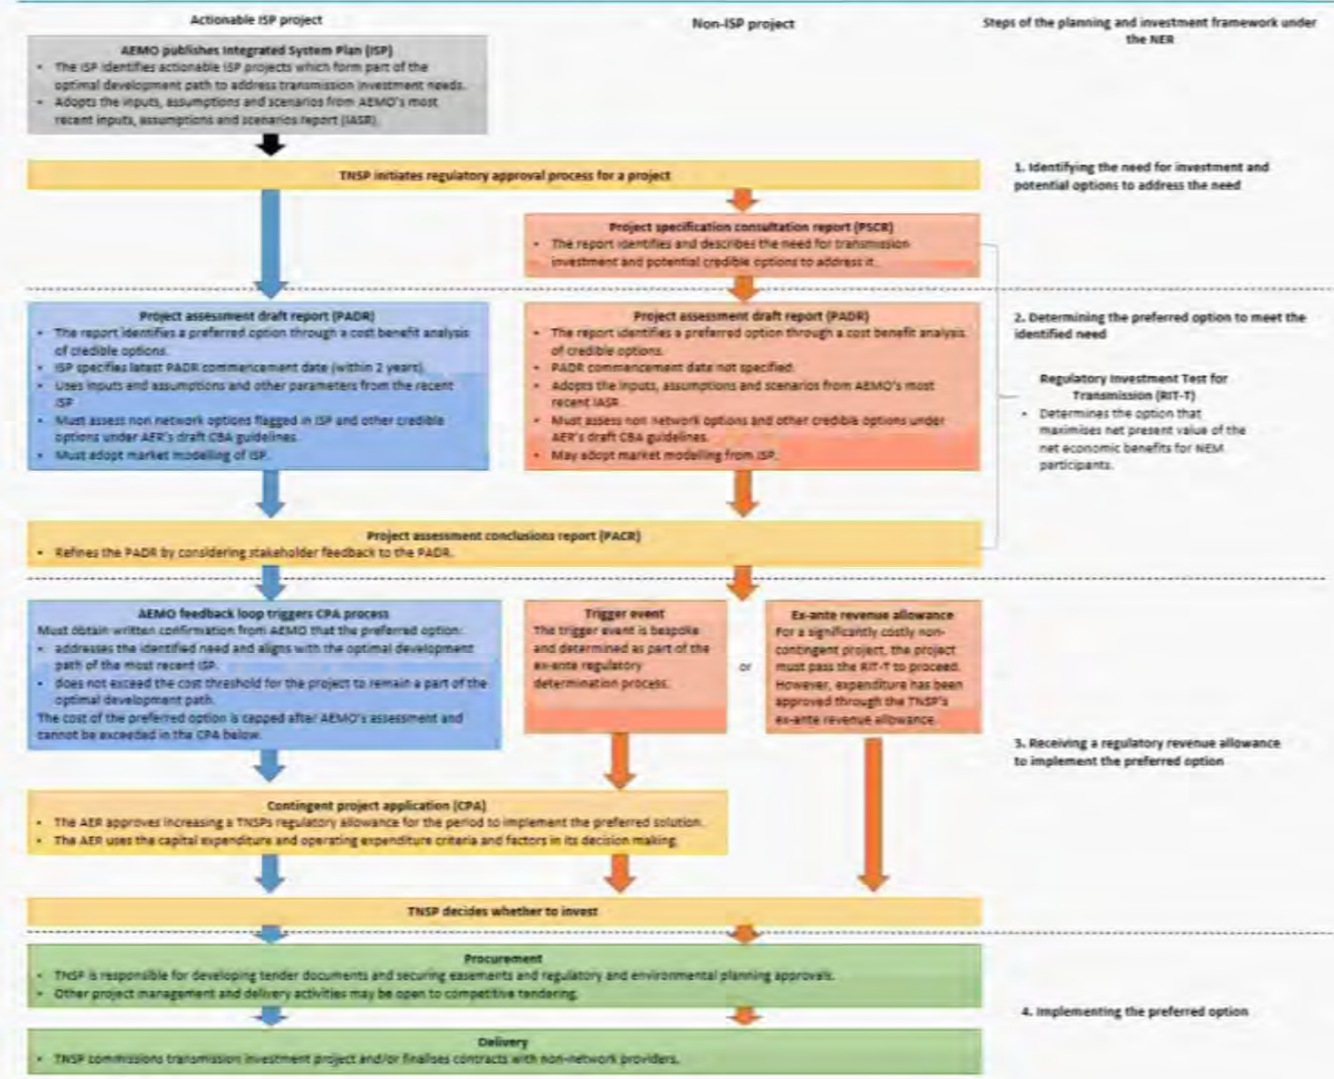 Actionable ISP project
Non-ISP project
Steps of the planning and investment framework under
the NER
AEMO publishes Integrated System Plan (ISP)
• The ISP identifies actionable ISP projects which form part of the
optimal development path to address transmission investment needs.
• Adopts the inputs, assumptions and scenarios from AEMO's most
recent inputs, assumptions and scenarios report (IASR).
TNSP initiates regulatory approval process for a project
1. Identifying the need for investment and
potential options to address the need
Project specification consultation report (PSCR)
• The report identifies and describes the need for transmission
investment and potential credible options to address it.
Project assessment draft report (PADR)
• The report identifies a preferred option through a cost benefit analysis
of credible options.
• ISP specifies latest PADR commencement date (within 2 years).
• Uses inputs and assumptions and other parameters from the recent
ISP
• Must assess non network options flagged in ISP and other credible
options under AER's draft CBA guidelines.
• Must adopt market modelling of ISP.
Project assessment draft report (PADR)
• The report identifies a preferred option through a cost benefit analysis
of credible options.
• PADR commencement date not specified.
• Adopts the inputs, assumptions and scenarios from AEMO's most
recent IASR.
• Must assess non network options and other credible options under
AER's draft CBA guidelines.
• May adopt market modelling from ISP.
2. Determining the preferred option to meet the
identified need
Regulatory Investment Test for
Transmission (RIT-T)
• Determines the option that
maximises net present value of the
net economic benefits for NEM
participants.
Project assessment conclusions report (PACR)
• Refines the PADR by considering stakeholder feedback to the PADR.
AEMO feedback loop triggers CPA process
Must obtain written confirmation from AEMO that the preferred option:
• addresses the identified need and aligns with the optimal development
path of the most recent ISP.
• does not exceed the cost threshold for the project to remain a part of the
optimal development path.
The cost of the preferred option is capped after AEMO's assessment and
cannot be exceeded in the CPA below.
Trigger event
The trigger event is bespoke
and determined as part of the
ex-ante regulatory
determination process.
or
Ex-ante revenue allowance
For a significantly costly non-
contingent project, the project
must pass the RIT-T to proceed.
However, expenditure has been
approved through the TNSP's
ex-ante revenue allowance.
3. Receiving a regulatory revenue allowance
to implement the preferred option
Contingent project application (CPA)
• The AER approves increasing a TNSPs regulatory allowance for the period to implement the preferred solution.
• The AER uses the capital expenditure and operating expenditure criteria and factors in its decision making.
TNSP decides whether to invest
Procurement
• TNSP is responsible for developing tender documents and securing easements and regulatory and environmental planning approvals.
• Other project management and delivery activities may be open to competitive tendering.
4. Implementing the preferred option
Delivery
• TNSP commissions transmission investment project and/or finalises contracts with non-network providers.